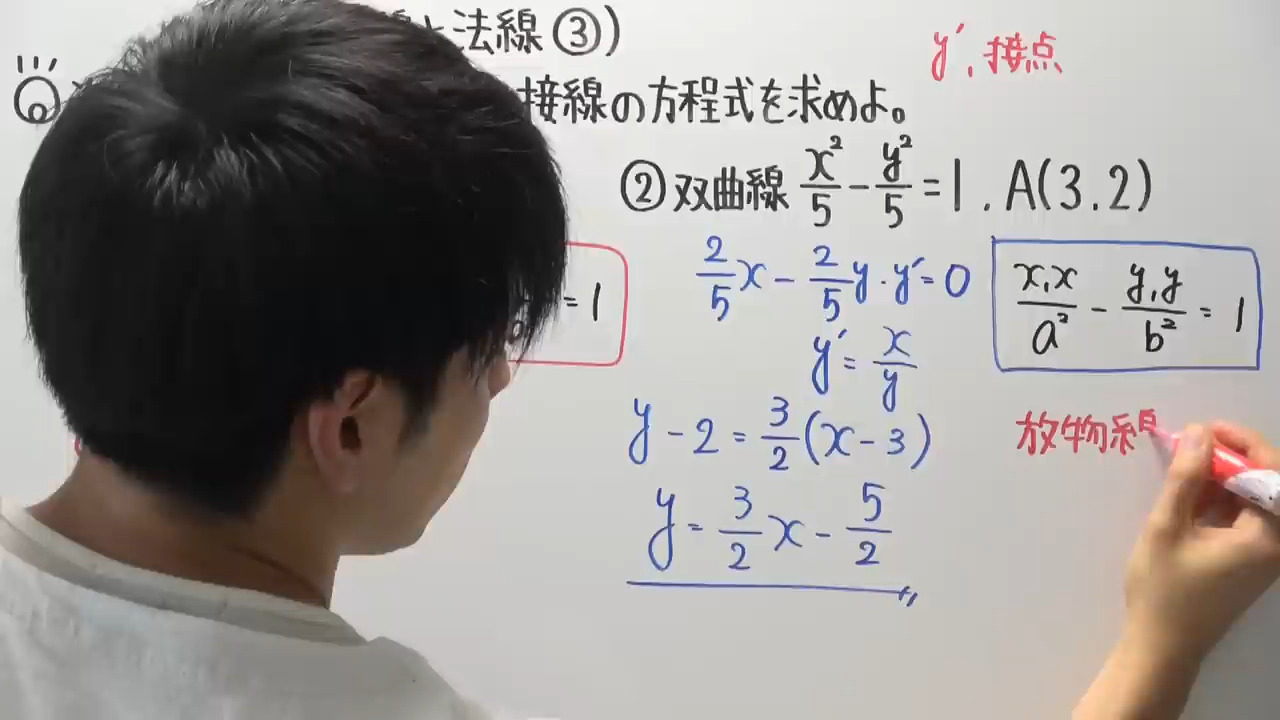 法線③)
Q
接線の方程式を求めよ。
y'、接点
=1
②双曲線 x²/5 - y²/5 = 1 . A(3.2)
2/5 x - 2/5 y・y' = 0
y' = x/y
y - 2 = 3/2 (x - 3)
y = 3/2 x - 5/2
x₁x/a² - y₁y/b² = 1
放物線